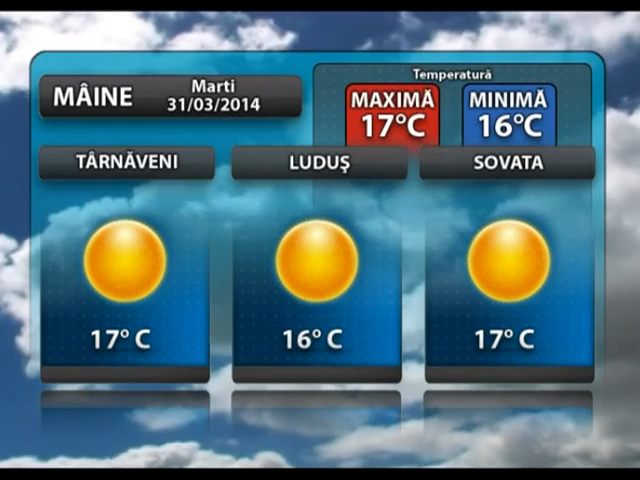 MÂINE
Marti
31/03/2014
Temperatură
MAXIMĂ
17°C
MINIMĂ
16°C
TÂRNĂVENI
LUDUŞ
SOVATA
17° C
16° C
17° C